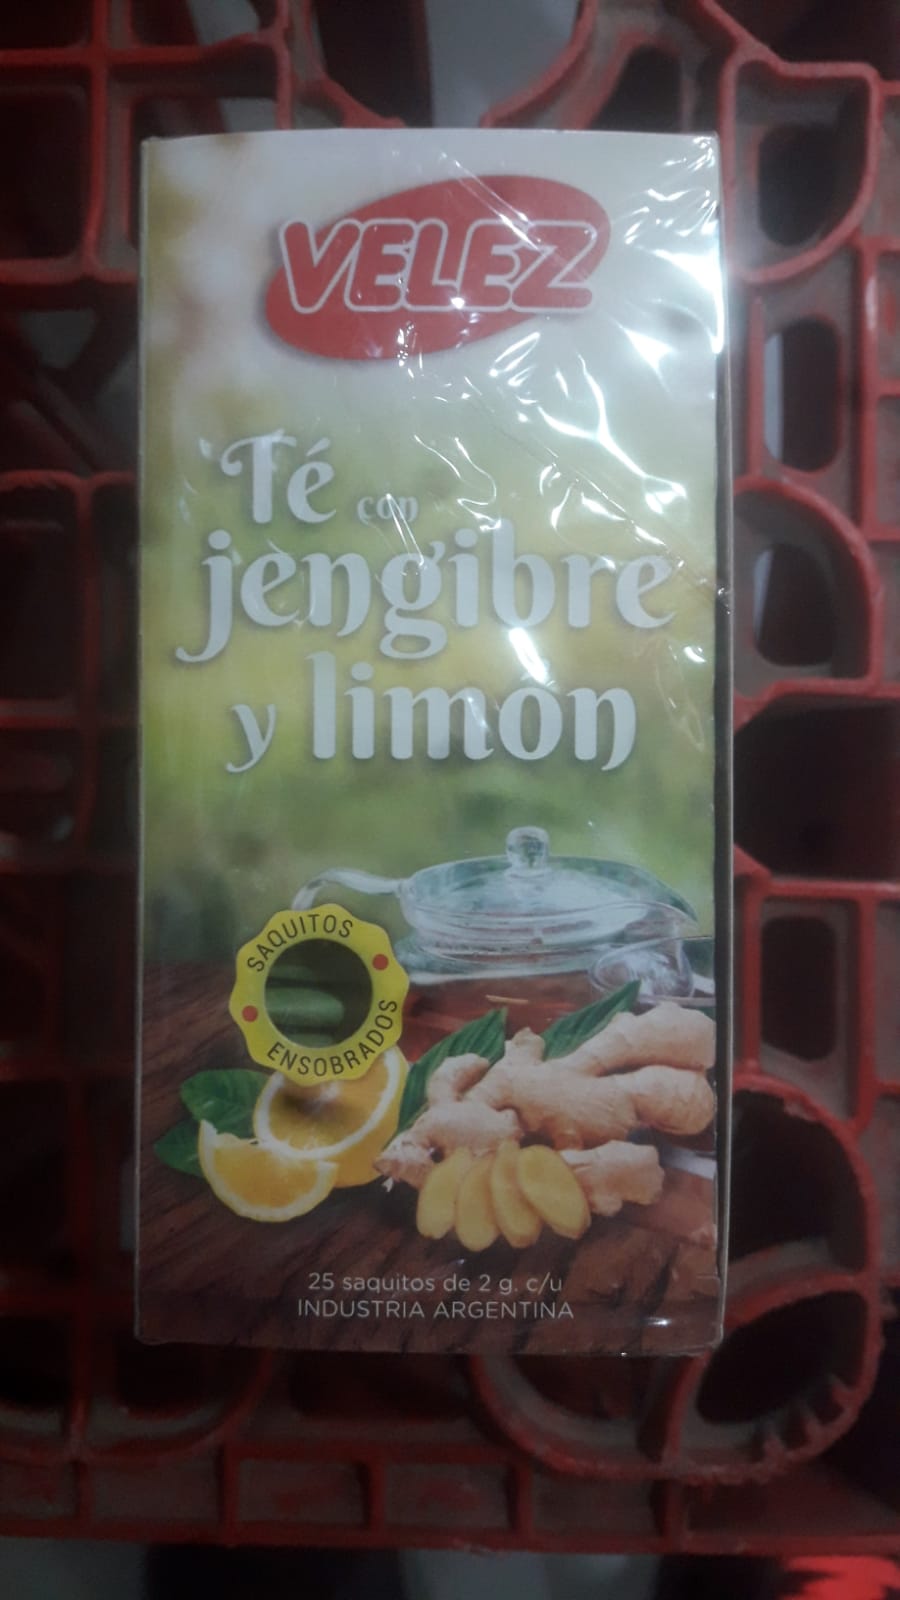 VELEZ
Té con
jengibre
y limón
SAQUITOS
ENSOBRADOS
25 saquitos de 2 g. c/u
INDUSTRIA ARGENTINA